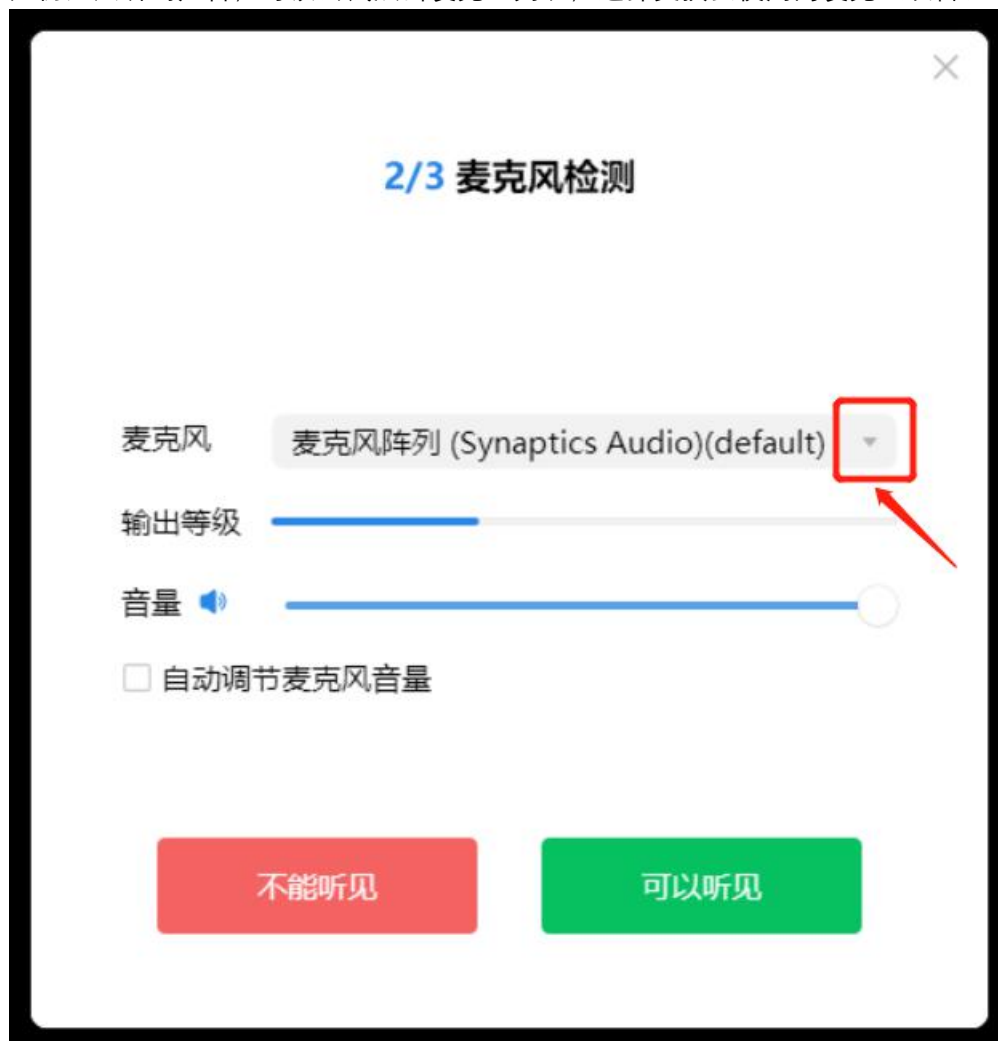 2/3 麦克风检测
麦克风 麦克风阵列 (Synaptics Audio)(default)
输出等级
音量
自动调节麦克风音量
不能听见 可以听见